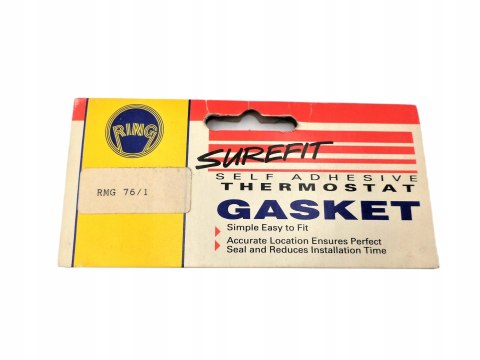 RING
RMG 76/1
SUREFIT
SELF ADHESIVE
THERMOSTAT
GASKET
Simple Easy to Fit
Accurate Location Ensures Perfect
Seal and Reduces Installation Time